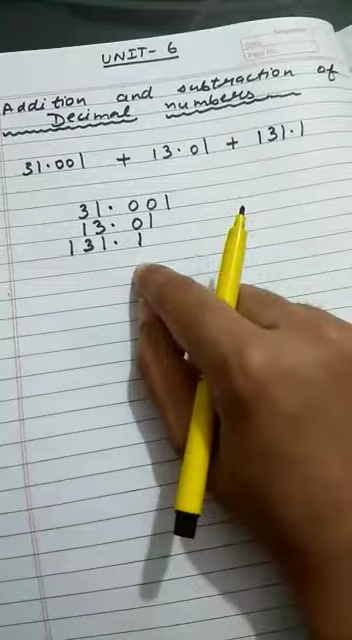 UNIT-6
Date
Addition and subtraction of
Decimal numbers
31.001 + 13.01 + 131.1
31.001
13.01
131.1